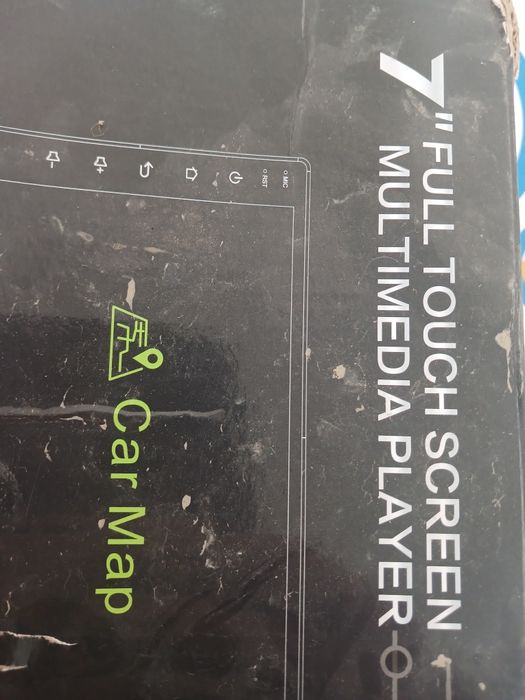 7" FULL TOUCH SCREEN
MULTIMEDIA PLAYER
MIC
RST
Car Map